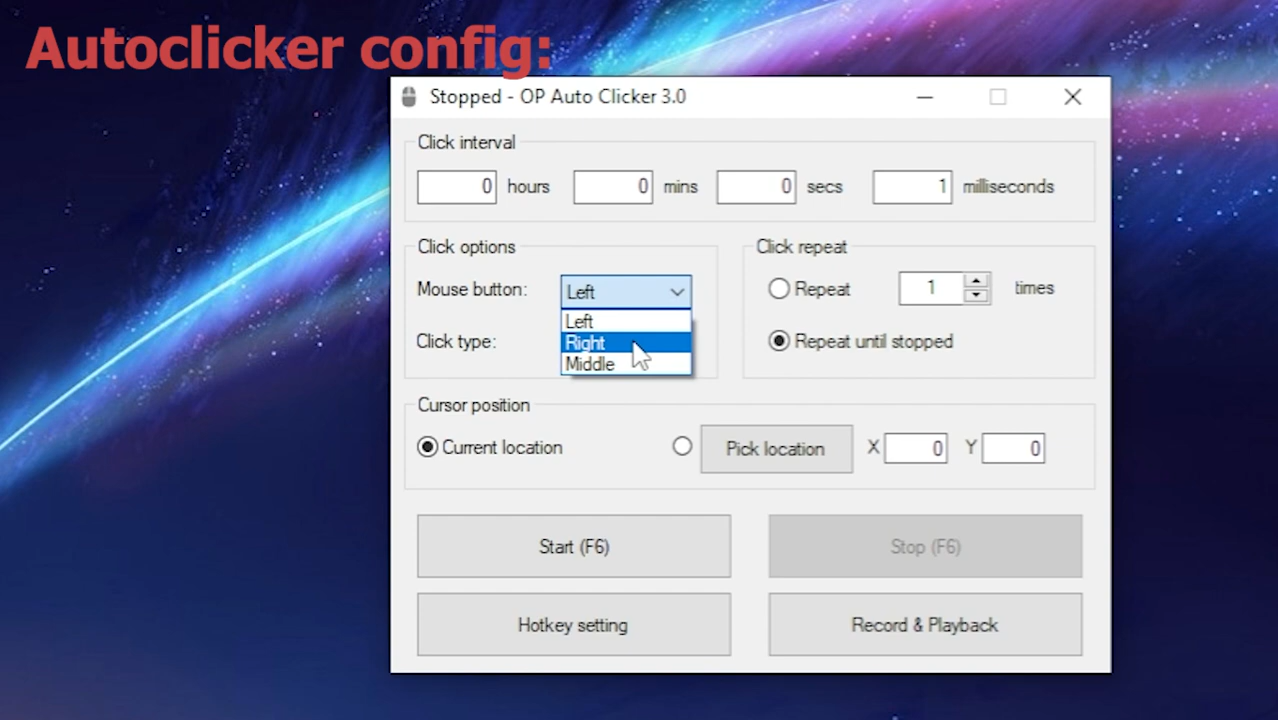 Autoclicker config:
Stopped - OP Auto Clicker 3.0
Click interval
0 hours 0 mins 0 secs 1 milliseconds
Click options
Mouse button: Left
Left
Right
Middle
Click type:
Click repeat
Repeat 1 times
Repeat until stopped
Cursor position
Current location Pick location X 0 Y 0
Start (F6) Stop (F6)
Hotkey setting Record & Playback